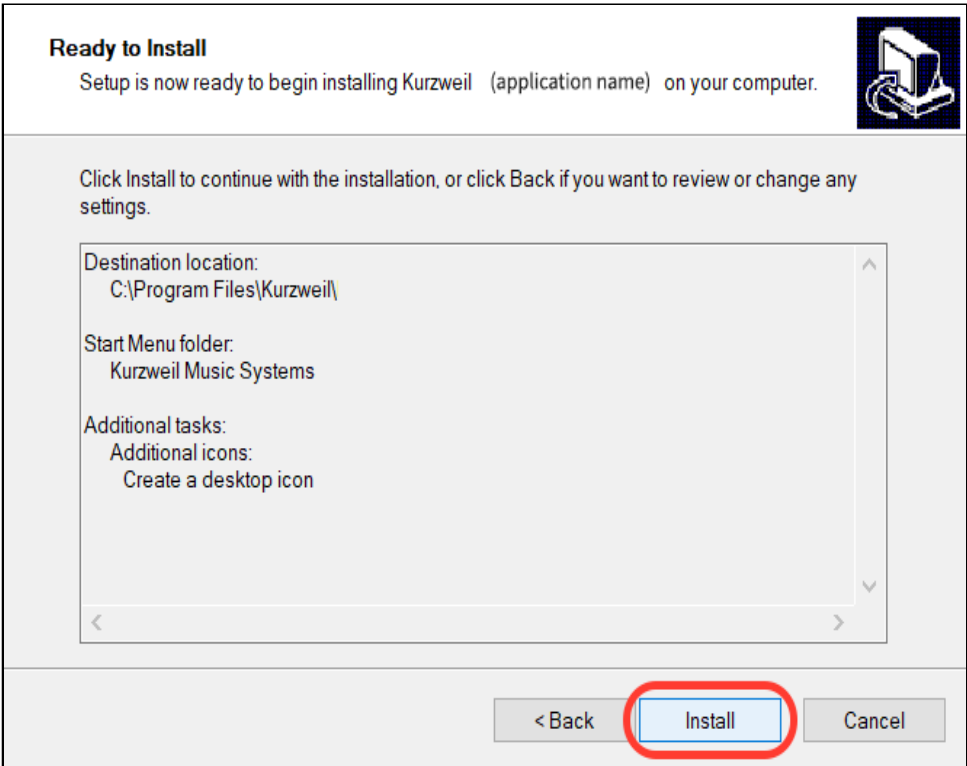 Ready to Install
Setup is now ready to begin installing Kurzweil (application name) on your computer.
Click Install to continue with the installation, or click Back if you want to review or change any
settings.
Destination location:
C:\Program Files\Kurzweil\
Start Menu folder:
Kurzweil Music Systems
Additional tasks:
Additional icons:
Create a desktop icon
< Back Install Cancel